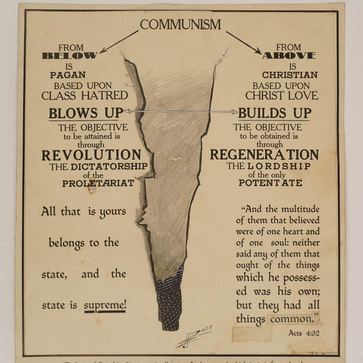 COMMUNISM
FROM
BELOW
IS
PAGAN
BASED UPON
CLASS HATRED
BLOWS UP
THE OBJECTIVE
to be attained is
through
REVOLUTION
THE DICTATORSHIP
of the
PROLETARIAT
All that is yours
belongs to the
state, and the
state is supreme!
FROM
ABOVE
IS
CHRISTIAN
BASED UPON
CHRIST LOVE
BUILDS UP
THE OBJECTIVE
to be obtained is
through
REGENERATION
THE LORDSHIP
of the only
POTENTATE
"And the multitude
of them that believed
were of one heart and
of one soul: neither
said any of them that
ought of the things
which he possess-
ed was his own;
but they had all
things common."
Acts 4:32